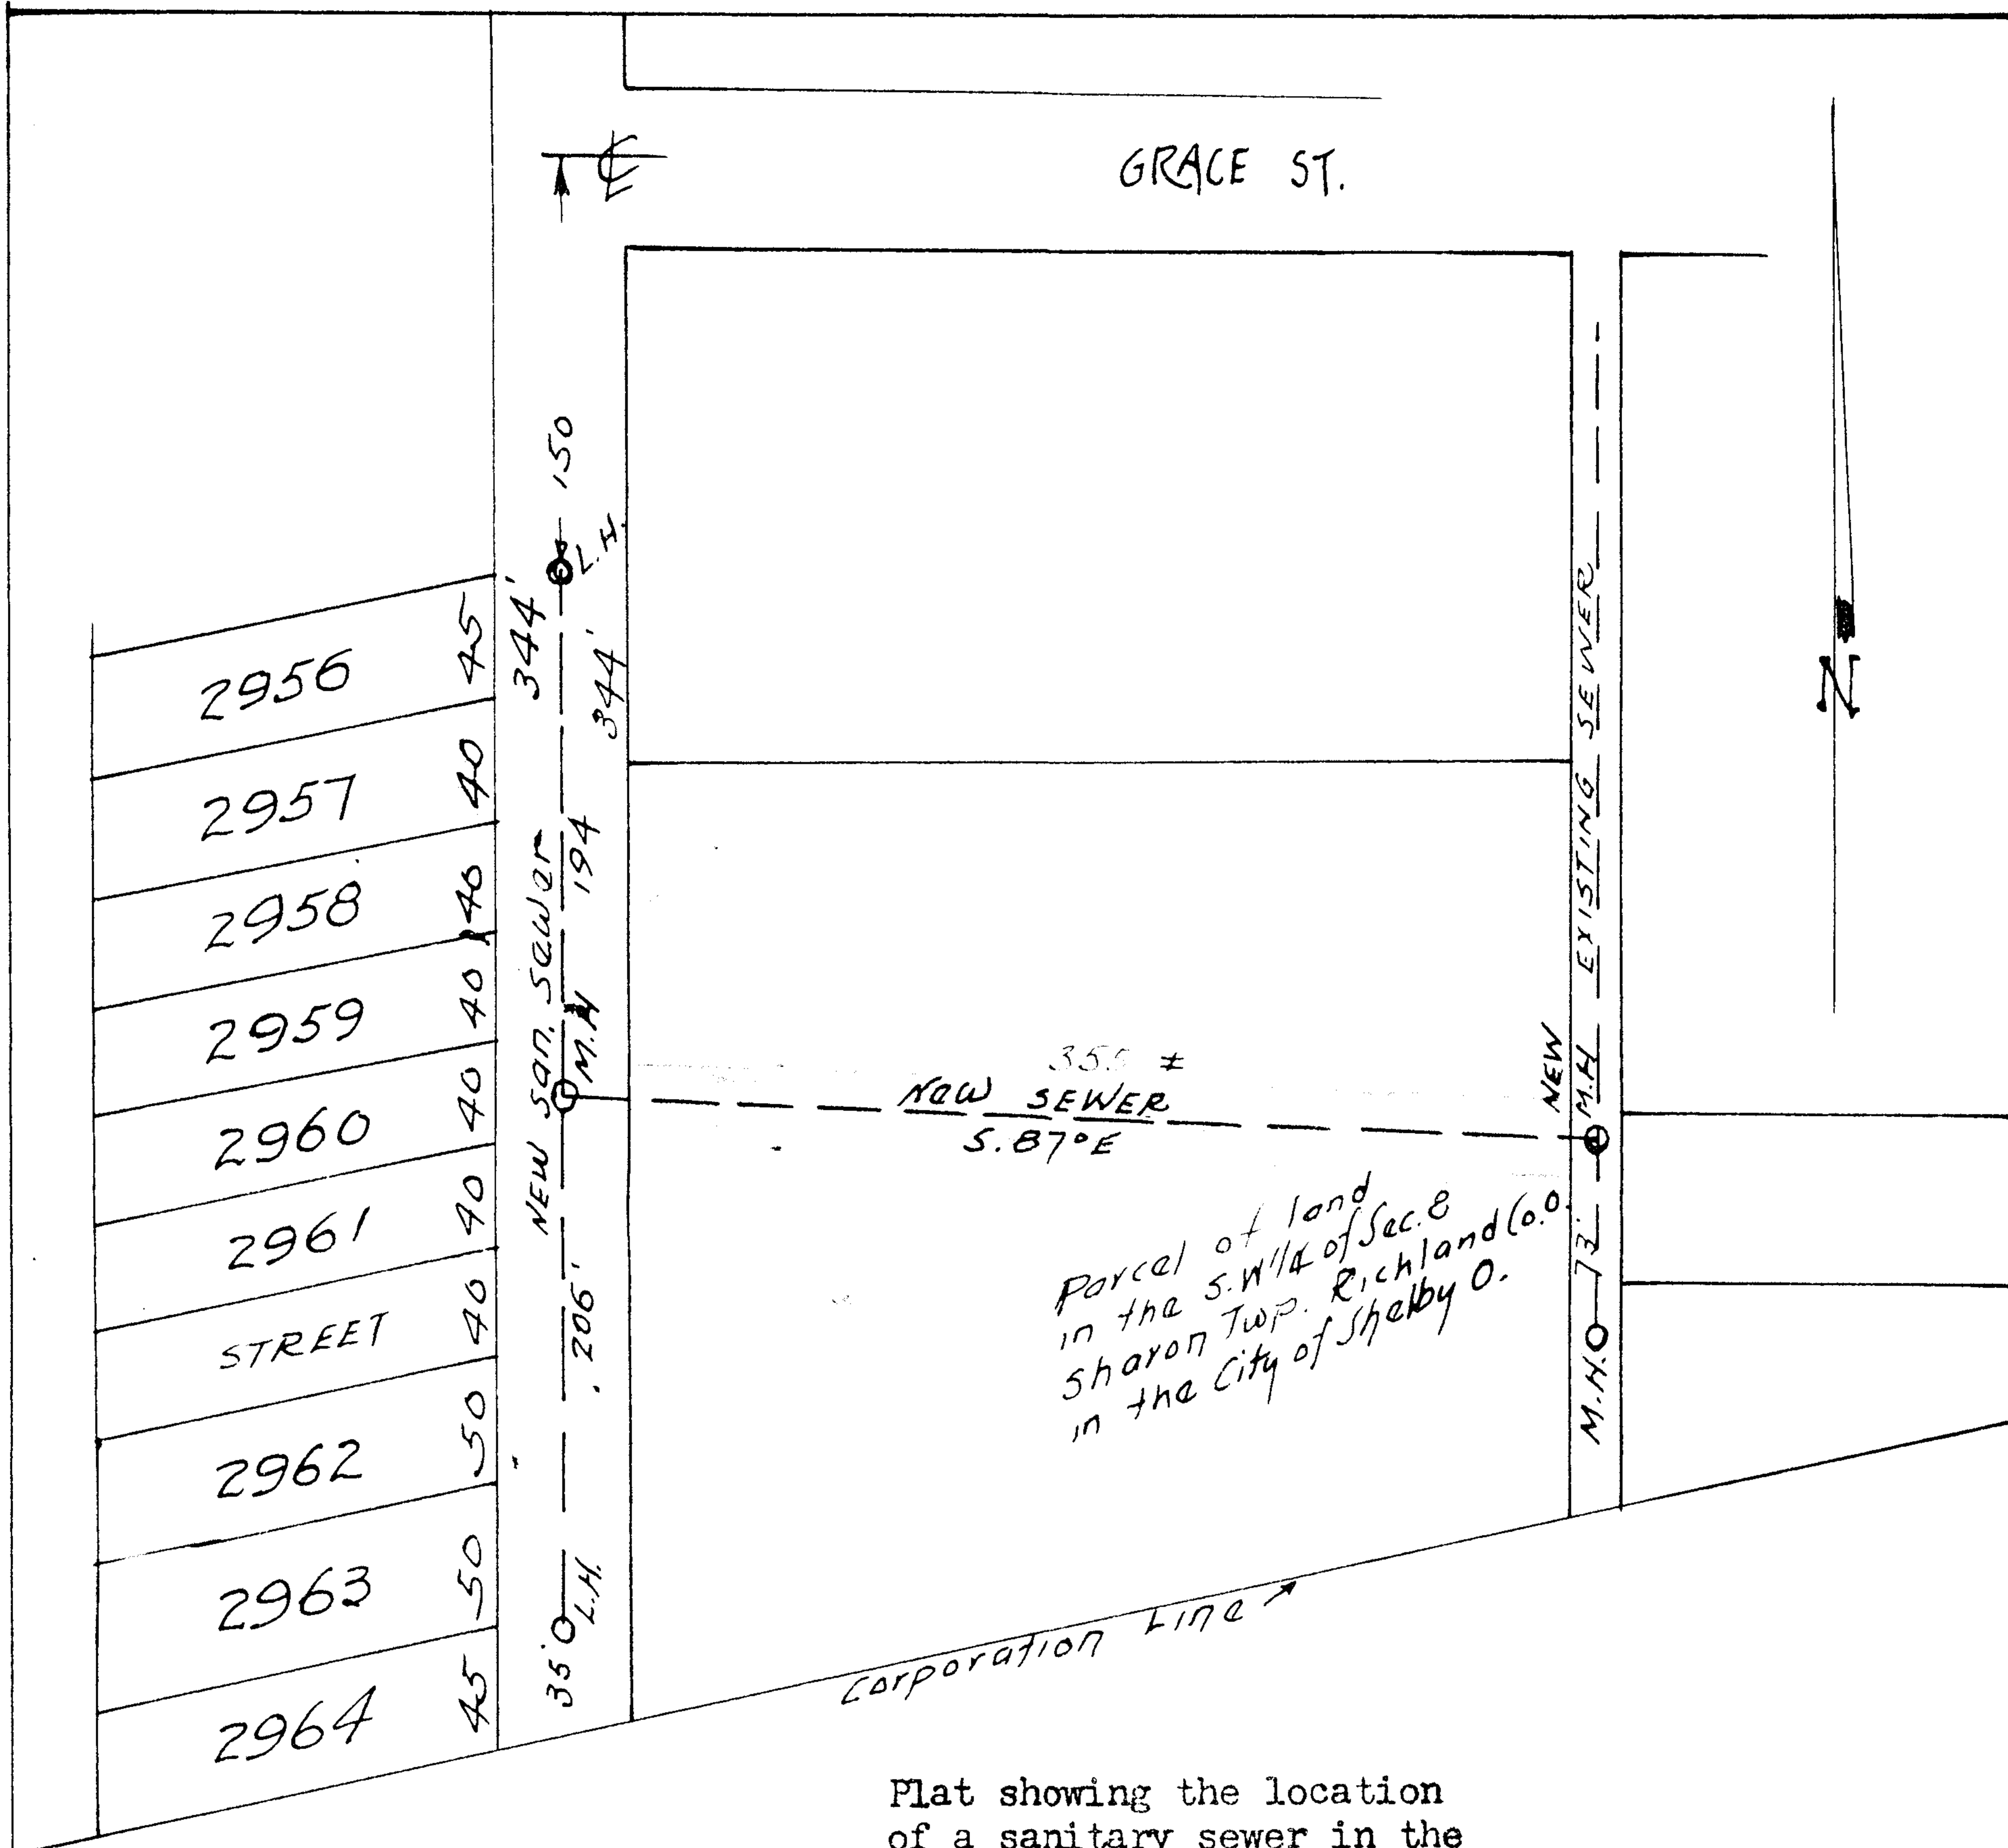 ℄
GRACE ST.
150
L.H.
344'
344'
2956 45
2957 40
2958 40
2959 40
2960 40
2961 40
STREET 40
2962 50
2963 50
2964 45
NEW San. Sewer
194
M.H
206'
L.H.
35'
355 ±
New SEWER
S. 87° E
EXISTING SEWER
NEW
M.H
73
M.H.
N
Parcel of land
in the S.W1/4 of Sec. 8
Sharon Twp. Richland Co. O.
in the City of Shelby O.
Corporation Line
Plat showing the location
of a sanitary sewer in the